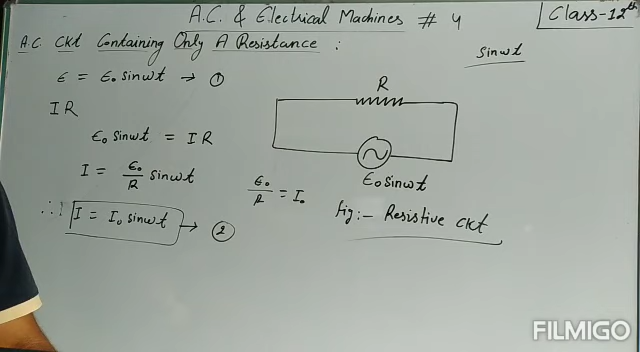 A.C. & Electrical Machines # 4
Class-12th
A.C. CKt Containing Only A Resistance :
Sinωt
ϵ = ϵ₀ sinωt → ①
R
IR
ϵ₀ sinωt = IR
I = ϵ₀/R sinωt
ϵ₀/R = I₀
ϵ₀ sinωt
∴ I = I₀ sinωt → ②
fig:- Resistive CKt
FILMIGO